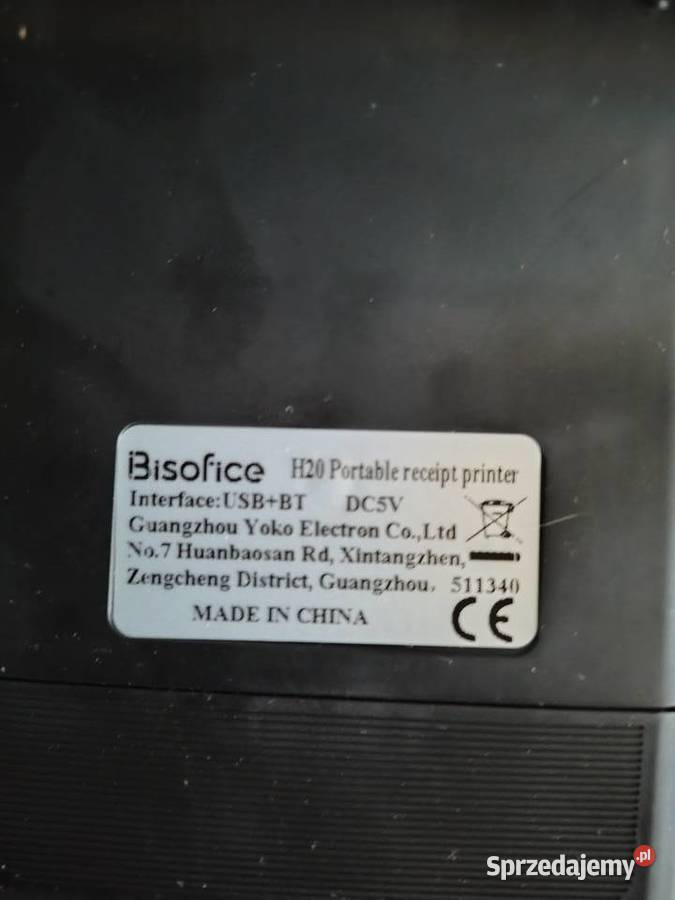 Bisofice H20 Portable receipt printer
Interface:USB+BT DC5V
Guangzhou Yoko Electron Co.,Ltd
No.7 Huanbaosan Rd, Xintangzhen,
Zengcheng District, Guangzhou, 511340
MADE IN CHINA CE
Sprzedajemy.pl